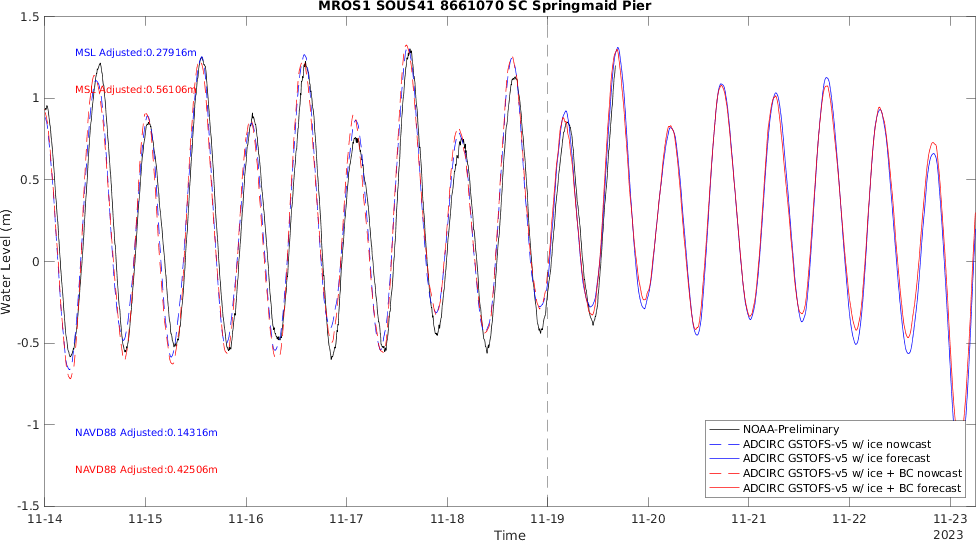 MROS1 SOUS41 8661070 SC Springmaid Pier
1.5
MSL Adjusted:0.27916m
MSL Adjusted:0.56106m
1
0.5
0
-0.5
-1
-1.5
Water Level (m)
NAVD88 Adjusted:0.14316m
NAVD88 Adjusted:0.42506m
NOAA-Preliminary
ADCIRC GSTOFS-v5 w/ ice nowcast
ADCIRC GSTOFS-v5 w/ ice forecast
ADCIRC GSTOFS-v5 w/ ice + BC nowcast
ADCIRC GSTOFS-v5 w/ ice + BC forecast
11-14 11-15 11-16 11-17 11-18 11-19 11-20 11-21 11-22 11-23
2023
Time